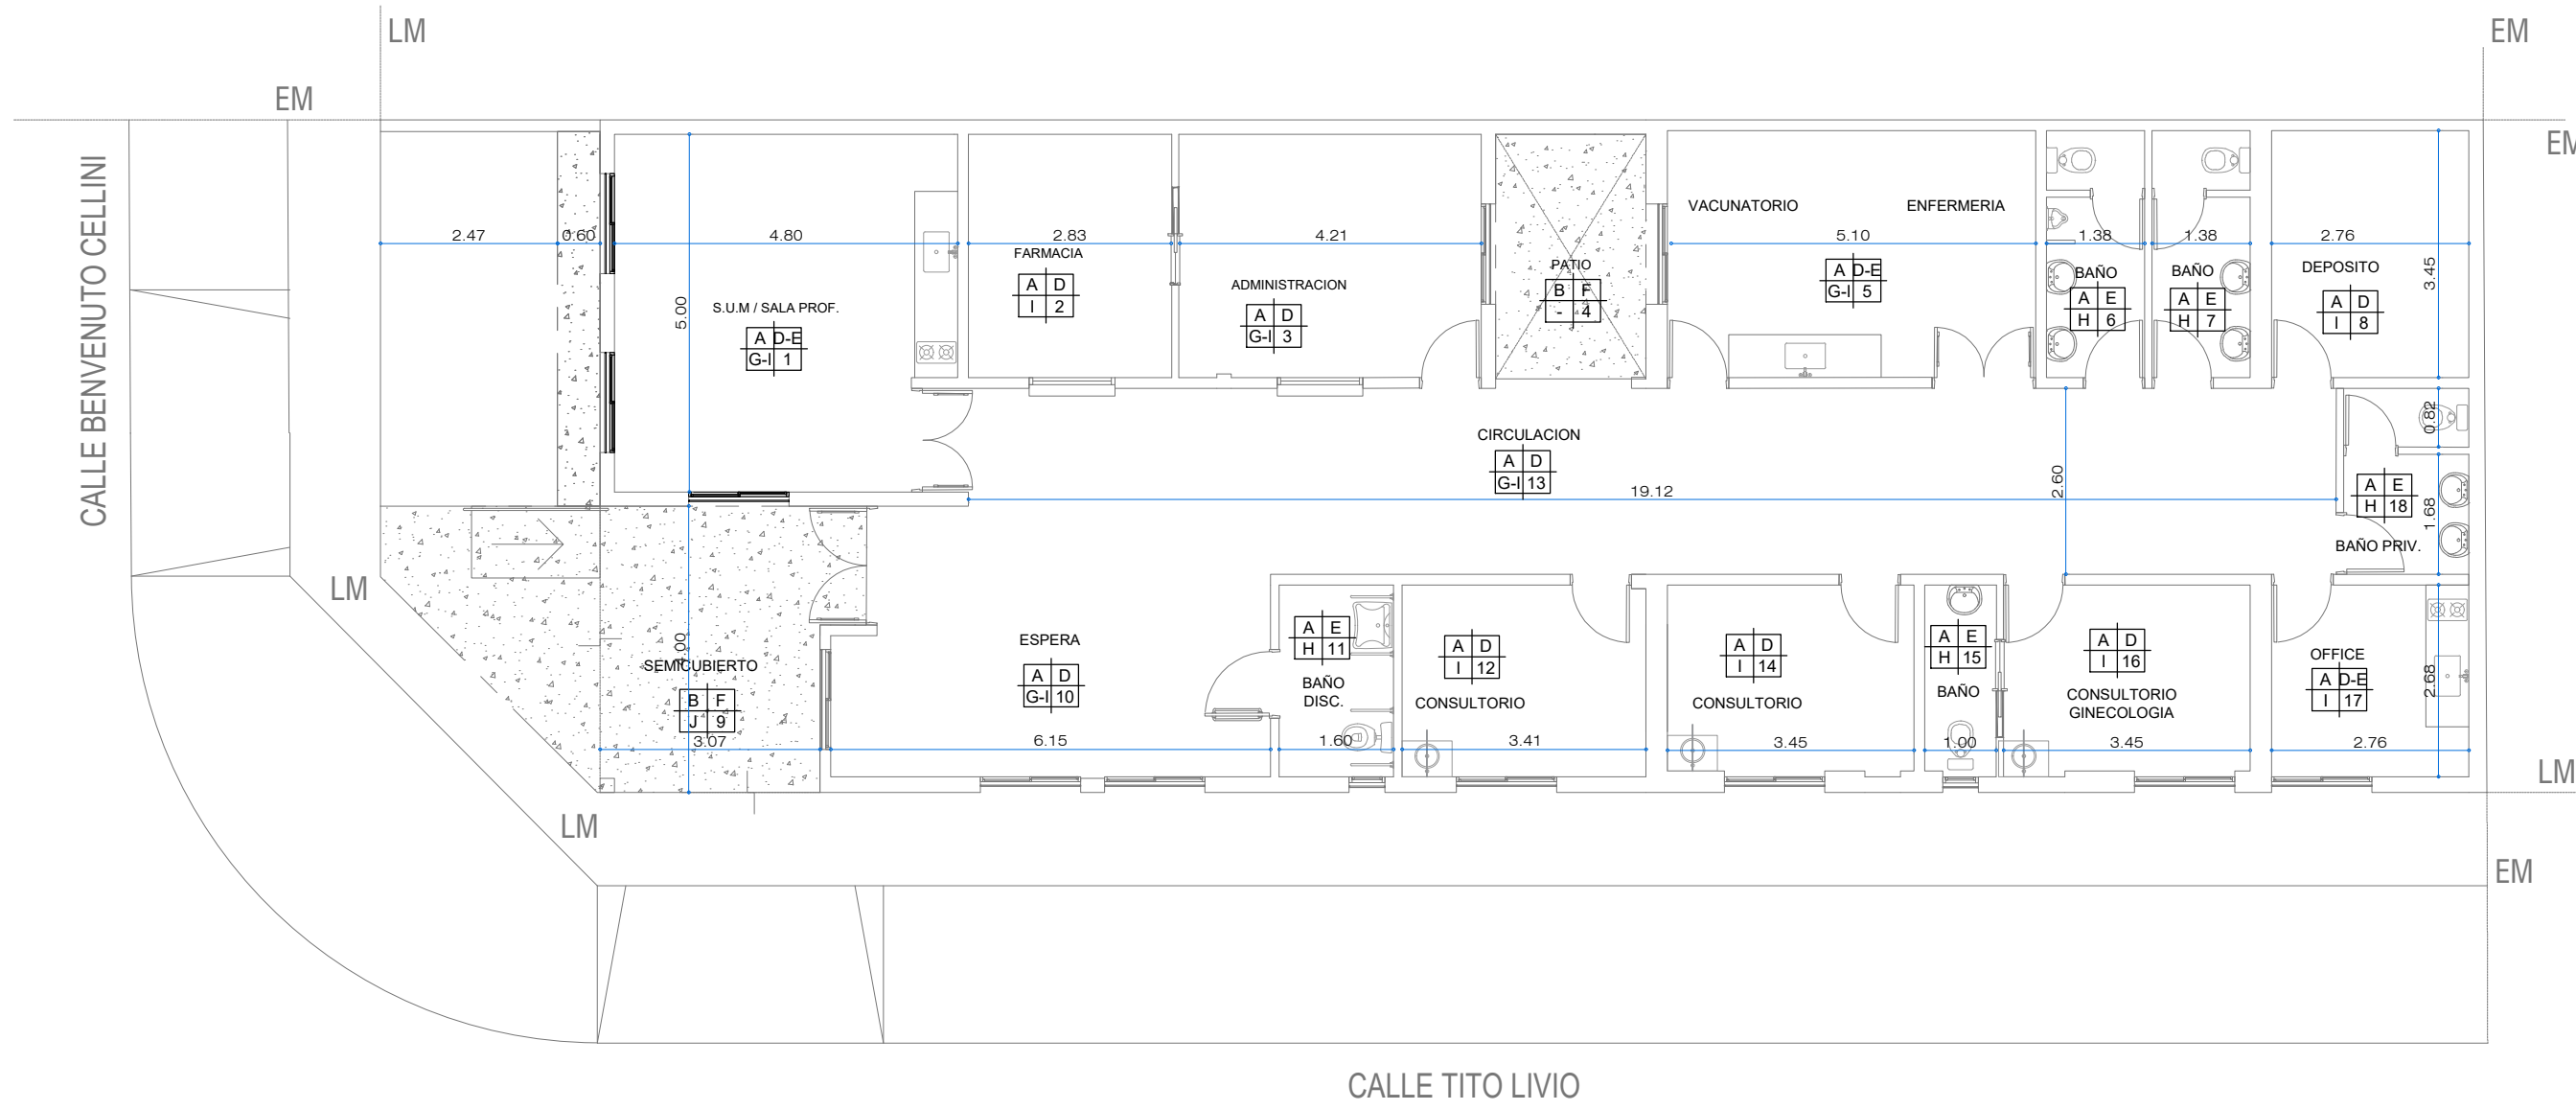 LM
EM
EM
EM
CALLE BENVENUTO CELLINI
2.47
0.60
4.80
5.00
S.U.M / SALA PROF.
A D-E
G-I 1
2.83
FARMACIA
A D
I 2
4.21
ADMINISTRACION
A D
G-I 3
PATIO
B F
- 4
VACUNATORIO
ENFERMERIA
5.10
A D-E
G-I 5
1.38
BAÑO
A E
H 6
1.38
BAÑO
A E
H 7
2.76
DEPOSITO
A D
I 8
3.45
CIRCULACION
A D
G-I 13
19.12
2.60
0.82
A E
H 18
1.68
BAÑO PRIV.
LM
4.00
SEMICUBIERTO
B F
J 9
3.07
ESPERA
A D
G-I 10
6.15
A E
H 11
BAÑO
DISC.
1.60
A D
I 12
CONSULTORIO
3.41
A D
I 14
CONSULTORIO
3.45
A E
H 15
BAÑO
1.00
A D
I 16
CONSULTORIO
GINECOLOGIA
3.45
OFFICE
A D-E
I 17
2.68
2.76
LM
LM
EM
CALLE TITO LIVIO